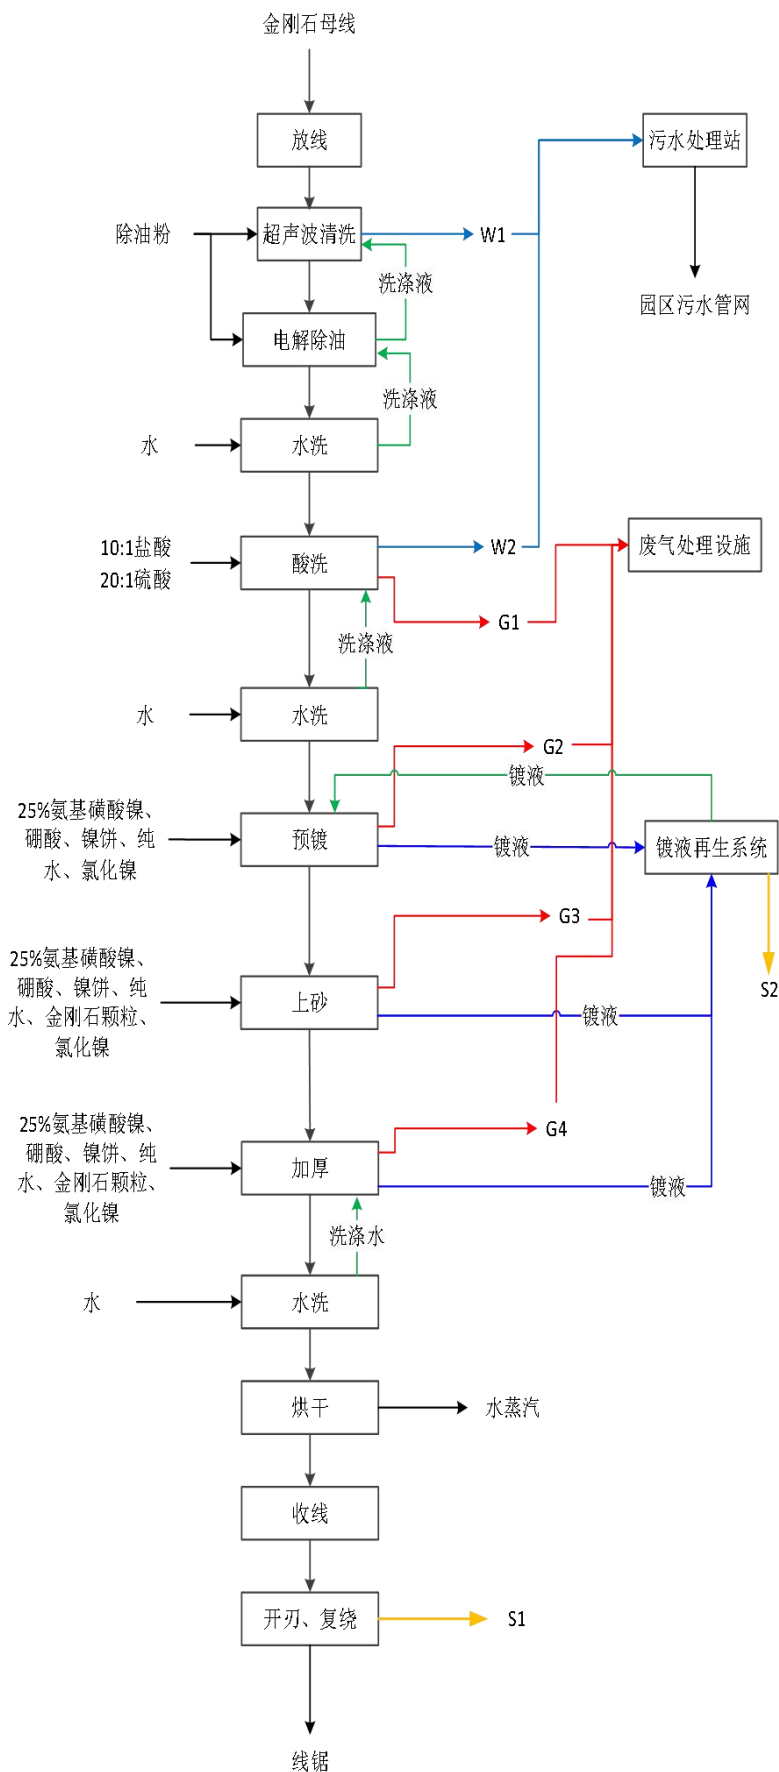 金刚石母线
放线
污水处理站
除油粉
超声波清洗
W1
洗涤液
园区污水管网
电解除油
洗涤液
水
水洗
10:1盐酸
20:1硫酸
酸洗
W2
废气处理设施
G1
洗涤液
水
水洗
G2
镀液
25%氨基磺酸镍、
硼酸、镍饼、纯
水、氯化镍
预镀
镀液
镀液再生系统
G3
25%氨基磺酸镍、
硼酸、镍饼、纯
水、金刚石颗粒、
氯化镍
上砂
镀液
S2
25%氨基磺酸镍、
硼酸、镍饼、纯
水、金刚石颗粒、
氯化镍
加厚
G4
镀液
洗涤水
水
水洗
烘干
水蒸汽
收线
开刃、复绕
S1
线锯